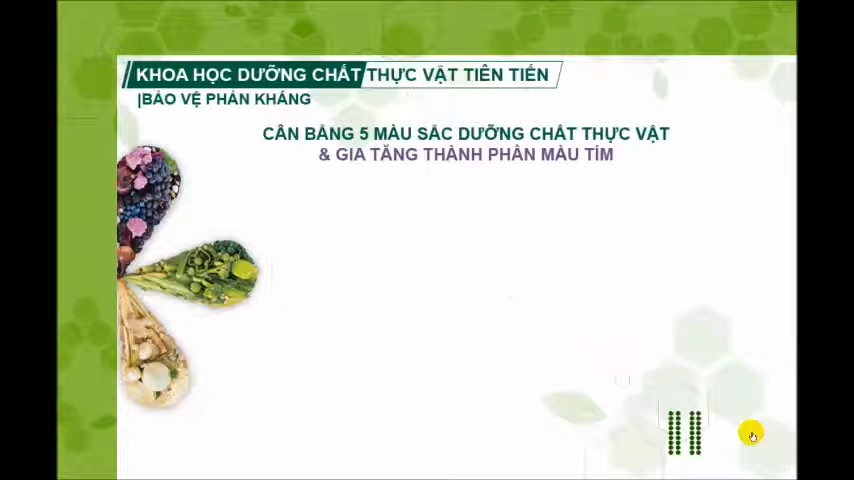 KHOA HỌC DƯỠNG CHẤT THỰC VẬT TIÊN TIẾN
|BẢO VỆ PHẢN KHÁNG
CÂN BẰNG 5 MÀU SẮC DƯỠNG CHẤT THỰC VẬT
& GIA TĂNG THÀNH PHẦN MÀU TÍM